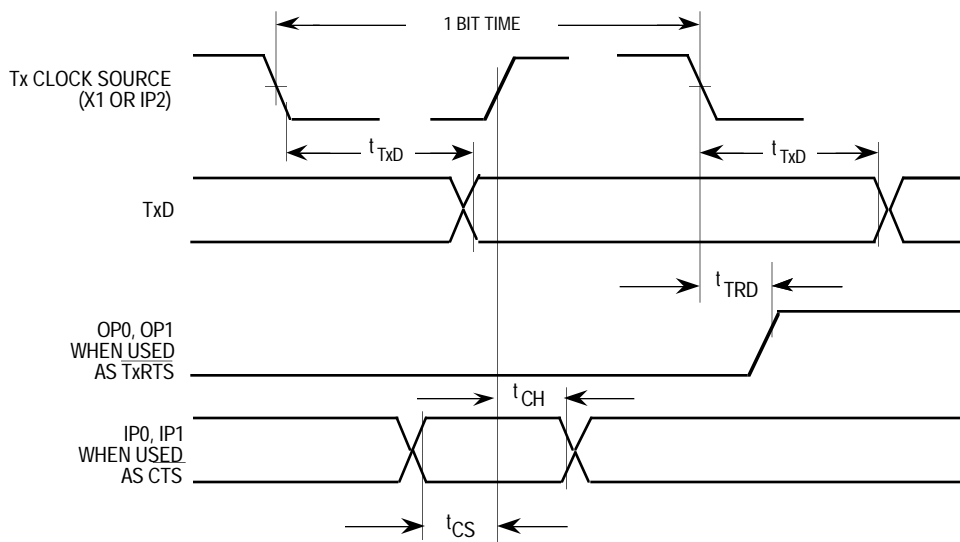 1 BIT TIME
Tx CLOCK SOURCE
(X1 OR IP2)
tTxD
tTxD
TxD
tTRD
OP0, OP1
WHEN USED
AS TxRTS
tCH
IP0, IP1
WHEN USED
AS CTS
tCS